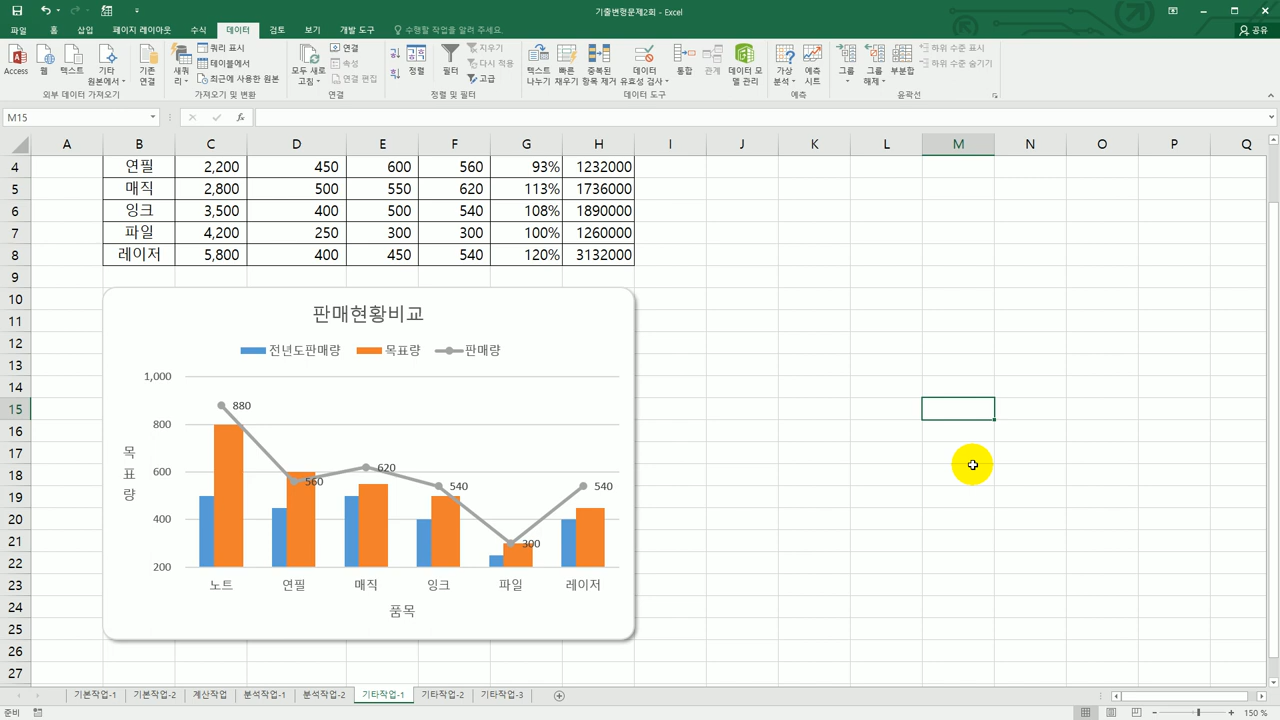 기출변형문제2회 - Excel
파일 홈 삽입 페이지 레이아웃 수식 데이터 검토 보기 개발 도구 수행할 작업을 알려 주세요. 공유
Access 웹 텍스트 기타 원본에서 기존 연결 새쿼리 쿼리 표시 테이블에서 최근에 사용한 원본 모두 새로 고침 연결 속성 연결 편집 정렬 필터 지우기 다시 적용 고급 텍스트 나누기 빠른 채우기 중복된 항목 제거 데이터 유효성 검사 통합 관계 데이터 모델 관리 가상 분석 예측 시트 그룹 그룹 해제 부분합 하위 수준 표시 하위 수준 숨기기
외부 데이터 가져오기 가져오기 및 변환 연결 정렬 및 필터 데이터 도구 예측 윤곽선
M15 fx
A B C D E F G H I J K L M N O P Q
4 연필 2,200 450 600 560 93% 1232000
5 매직 2,800 500 550 620 113% 1736000
6 잉크 3,500 400 500 540 108% 1890000
7 파일 4,200 250 300 300 100% 1260000
8 레이저 5,800 400 450 540 120% 3132000
9
10
11
12
13
14
15
16
17
18
19
20
21
22
23
24
25
26
27
판매현황비교
전년도판매량 목표량 판매량
1,000
800
600
400
200
목표량
880
560
620
540
300
540
노트 연필 매직 잉크 파일 레이저
품목
기본작업-1 기본작업-2 계산작업 분석작업-1 분석작업-2 기타작업-1 기타작업-2 기타작업-3
준비 150 %